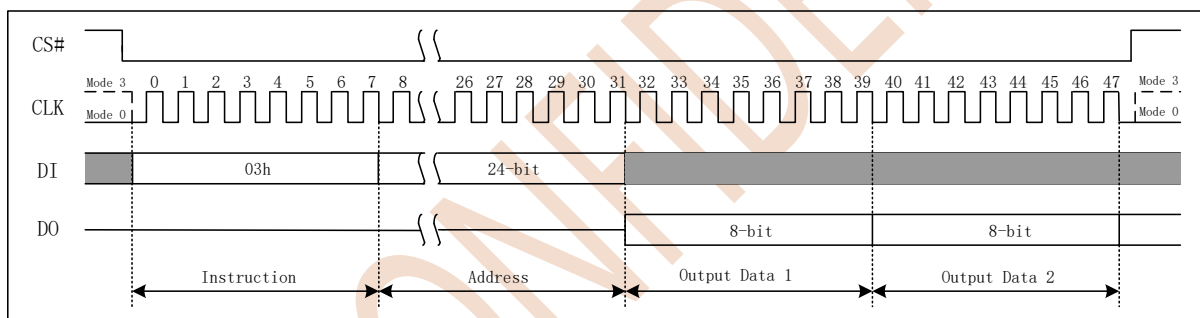 CS#
Mode 3 0 1 2 3 4 5 6 7 8 26 27 28 29 30 31 32 33 34 35 36 37 38 39 40 41 42 43 44 45 46 47 Mode 3
CLK
Mode 0 Mode 0
DI 03h 24-bit
DO 8-bit 8-bit
Instruction Address Output Data 1 Output Data 2
ONFIDE